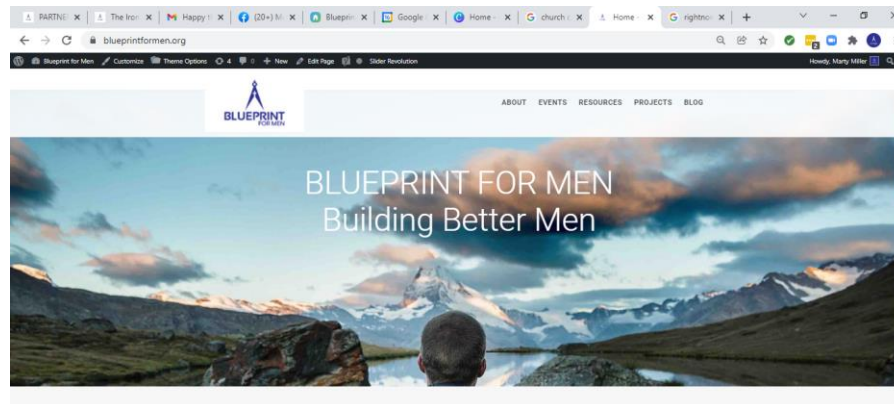 PARTNE
The Iron
Happy t
(20+) M
Blueprin
Google
Home -
church c
Home -
rightno
blueprintformen.org
Blueprint for Men Customize Theme Options 4 0 New Edit Page Slider Revolution
Howdy, Marty Miller
BLUEPRINT
FOR MEN
ABOUT EVENTS RESOURCES PROJECTS BLOG
BLUEPRINT FOR MEN
Building Better Men